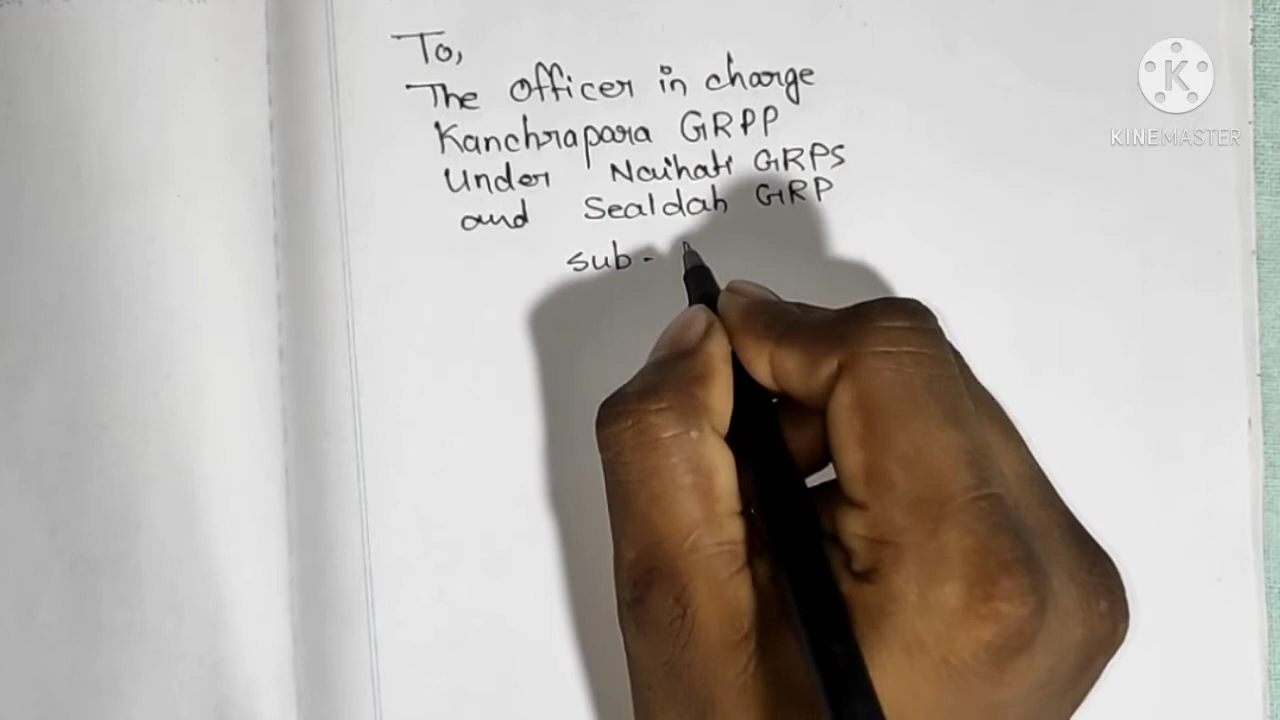 To,
The officer in charge
Kanchrapara GRPP
Under Naihati GRPS
and Sealdah GRP
sub-
KINEMASTER